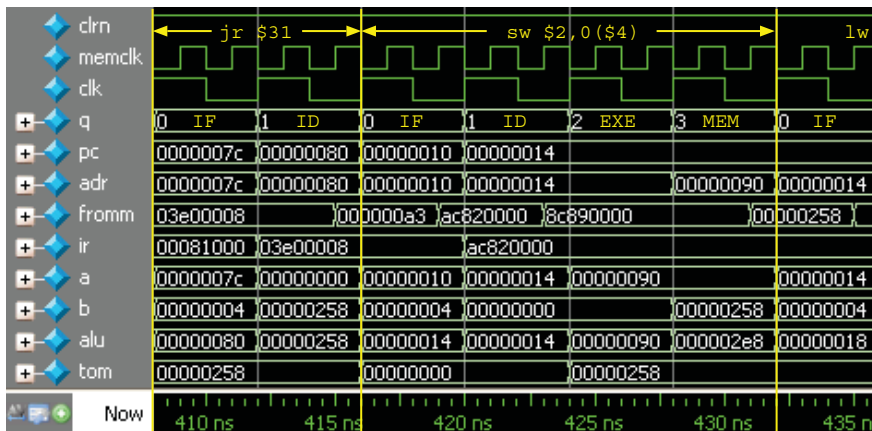 clrn jr $31 sw $2,0($4) lw
memclk
clk
q 0 IF 1 ID 0 IF 1 ID 2 EXE 3 MEM 0 IF
pc 0000007c 00000080 00000010 00000014
adr 0000007c 00000080 00000010 00000014 00000090 00000014
fromm 03e00008 000000a3 ac820000 8c890000 00000258
ir 00081000 03e00008 ac820000
a 0000007c 00000000 00000010 00000014 00000090 00000014
b 00000004 00000258 00000004 00000000 00000258 00000004
alu 00000080 00000258 00000014 00000014 00000090 000002e8 00000018
tom 00000258 00000000 00000258
Now 410 ns 415 ns 420 ns 425 ns 430 ns 435 n